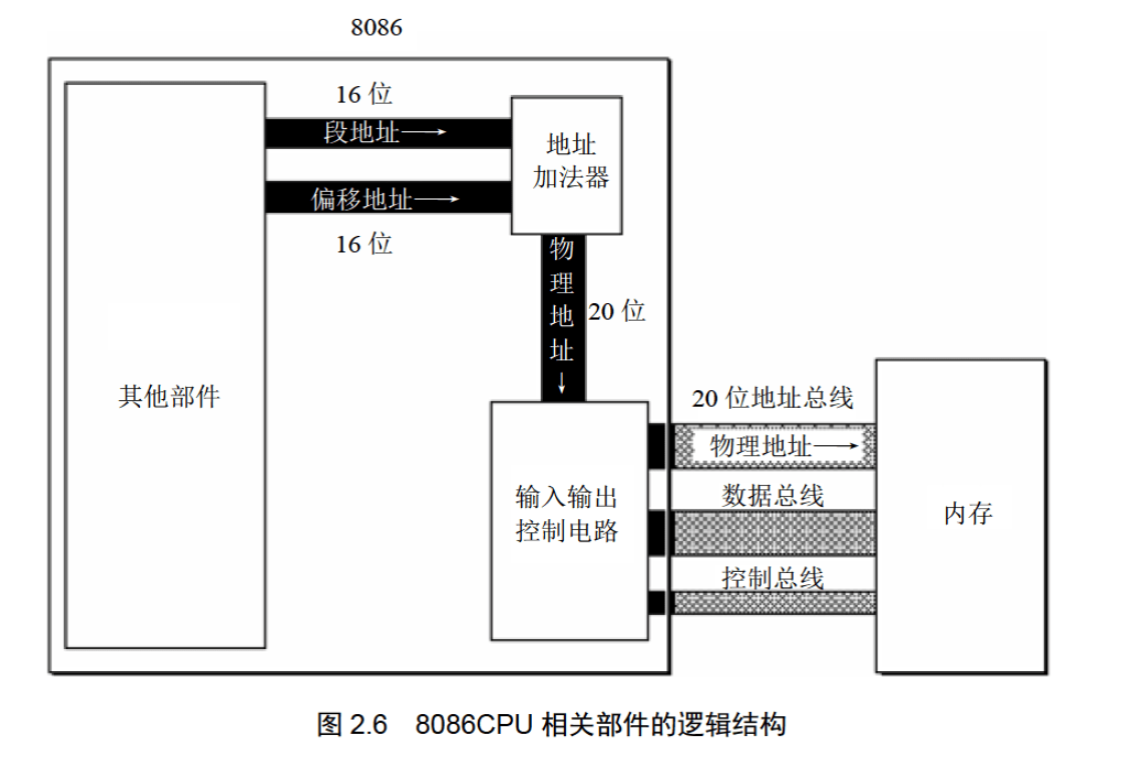 8086
16 位
段地址
地址
加法器
偏移地址
16 位
物理地址
20 位
其他部件
20 位地址总线
物理地址
数据总线
输入输出
控制电路
内存
控制总线
图 2.6 8086CPU 相关部件的逻辑结构